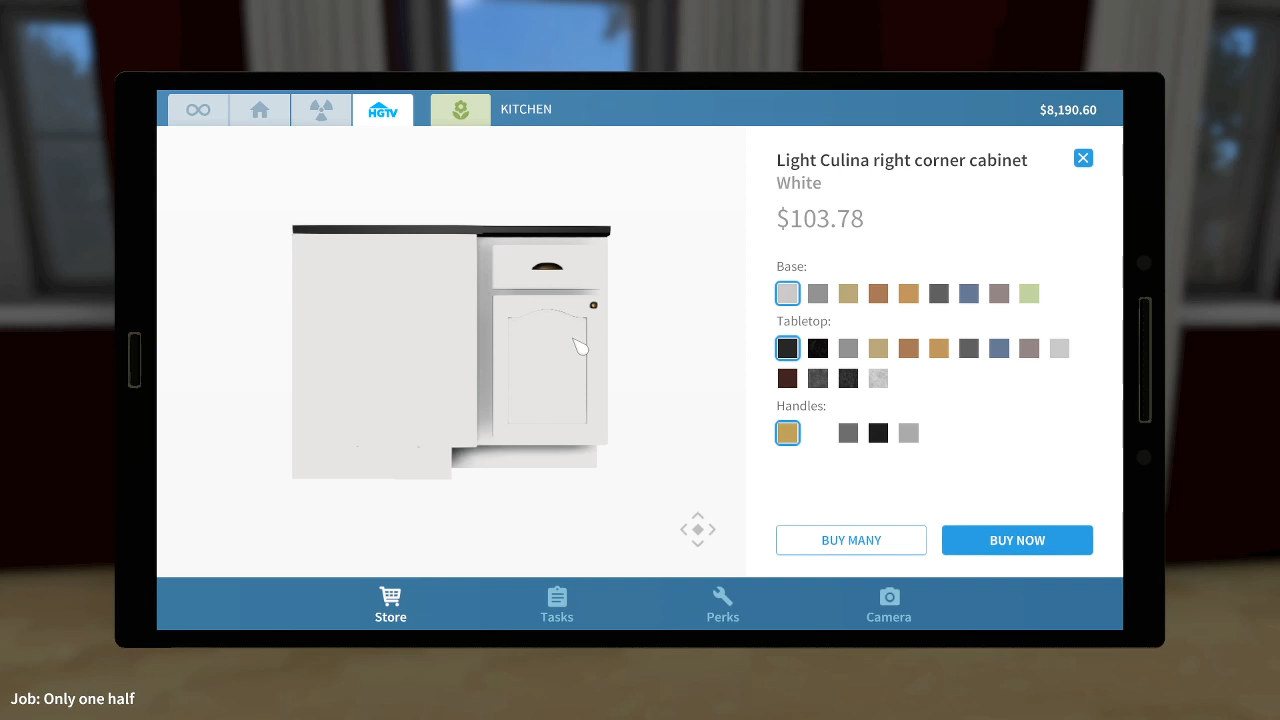 HGTV
KITCHEN
$8,190.60
Light Culina right corner cabinet
White
$103.78
Base:
Tabletop:
Handles:
BUY MANY
BUY NOW
Store
Tasks
Perks
Camera
Job: Only one half